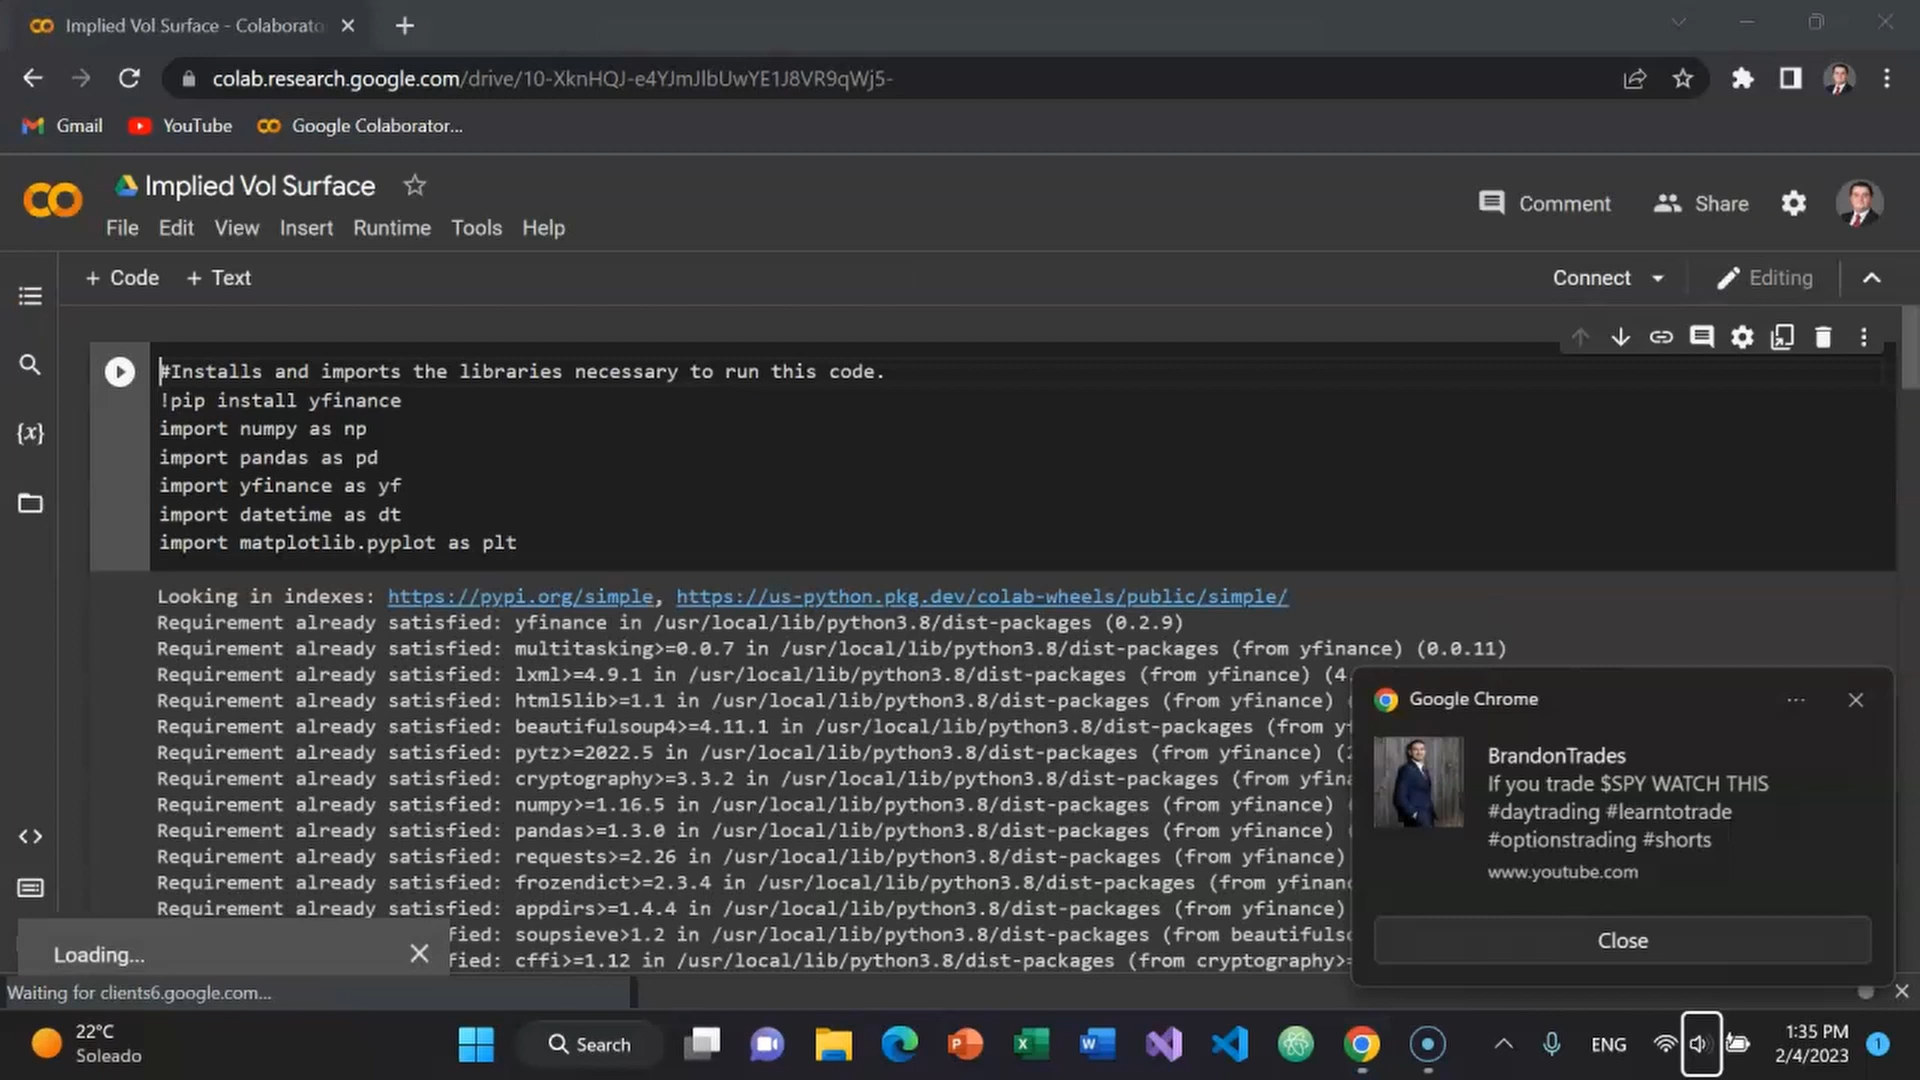 Implied Vol Surface - Colaborato
colab.research.google.com/drive/10-XknHQJ-e4YJmJlbUwYE1J8VR9qWj5-
Gmail YouTube Google Colaborator...
CO Implied Vol Surface
Comment Share
File Edit View Insert Runtime Tools Help
+ Code + Text Connect Editing
#Installs and imports the libraries necessary to run this code.
!pip install yfinance
import numpy as np
import pandas as pd
import yfinance as yf
import datetime as dt
import matplotlib.pyplot as plt
{x}
Looking in indexes: https://pypi.org/simple, https://us-python.pkg.dev/colab-wheels/public/simple/
Requirement already satisfied: yfinance in /usr/local/lib/python3.8/dist-packages (0.2.9)
Requirement already satisfied: multitasking>=0.0.7 in /usr/local/lib/python3.8/dist-packages (from yfinance) (0.0.11)
Requirement already satisfied: lxml>=4.9.1 in /usr/local/lib/python3.8/dist-packages (from yfinance) (4.
Requirement already satisfied: html5lib>=1.1 in /usr/local/lib/python3.8/dist-packages (from yfinance) (
Requirement already satisfied: beautifulsoup4>=4.11.1 in /usr/local/lib/python3.8/dist-packages (from yf
Requirement already satisfied: pytz>=2022.5 in /usr/local/lib/python3.8/dist-packages (from yfinance) (2
Requirement already satisfied: cryptography>=3.3.2 in /usr/local/lib/python3.8/dist-packages (from yfina
Requirement already satisfied: numpy>=1.16.5 in /usr/local/lib/python3.8/dist-packages (from yfinance) (
Requirement already satisfied: pandas>=1.3.0 in /usr/local/lib/python3.8/dist-packages (from yfinance) (
Requirement already satisfied: requests>=2.26 in /usr/local/lib/python3.8/dist-packages (from yfinance)
Requirement already satisfied: frozendict>=2.3.4 in /usr/local/lib/python3.8/dist-packages (from yfinanc
Requirement already satisfied: appdirs>=1.4.4 in /usr/local/lib/python3.8/dist-packages (from yfinance)
fied: soupsieve>1.2 in /usr/local/lib/python3.8/dist-packages (from beautifulso
fied: cffi>=1.12 in /usr/local/lib/python3.8/dist-packages (from cryptography>=
Google Chrome
BrandonTrades
If you trade $SPY WATCH THIS
#daytrading #learntotrade
#optionstrading #shorts
www.youtube.com
Close
Loading...
Waiting for clients6.google.com...
22°C
Soleado
Search
ENG
1:35 PM
2/4/2023
1